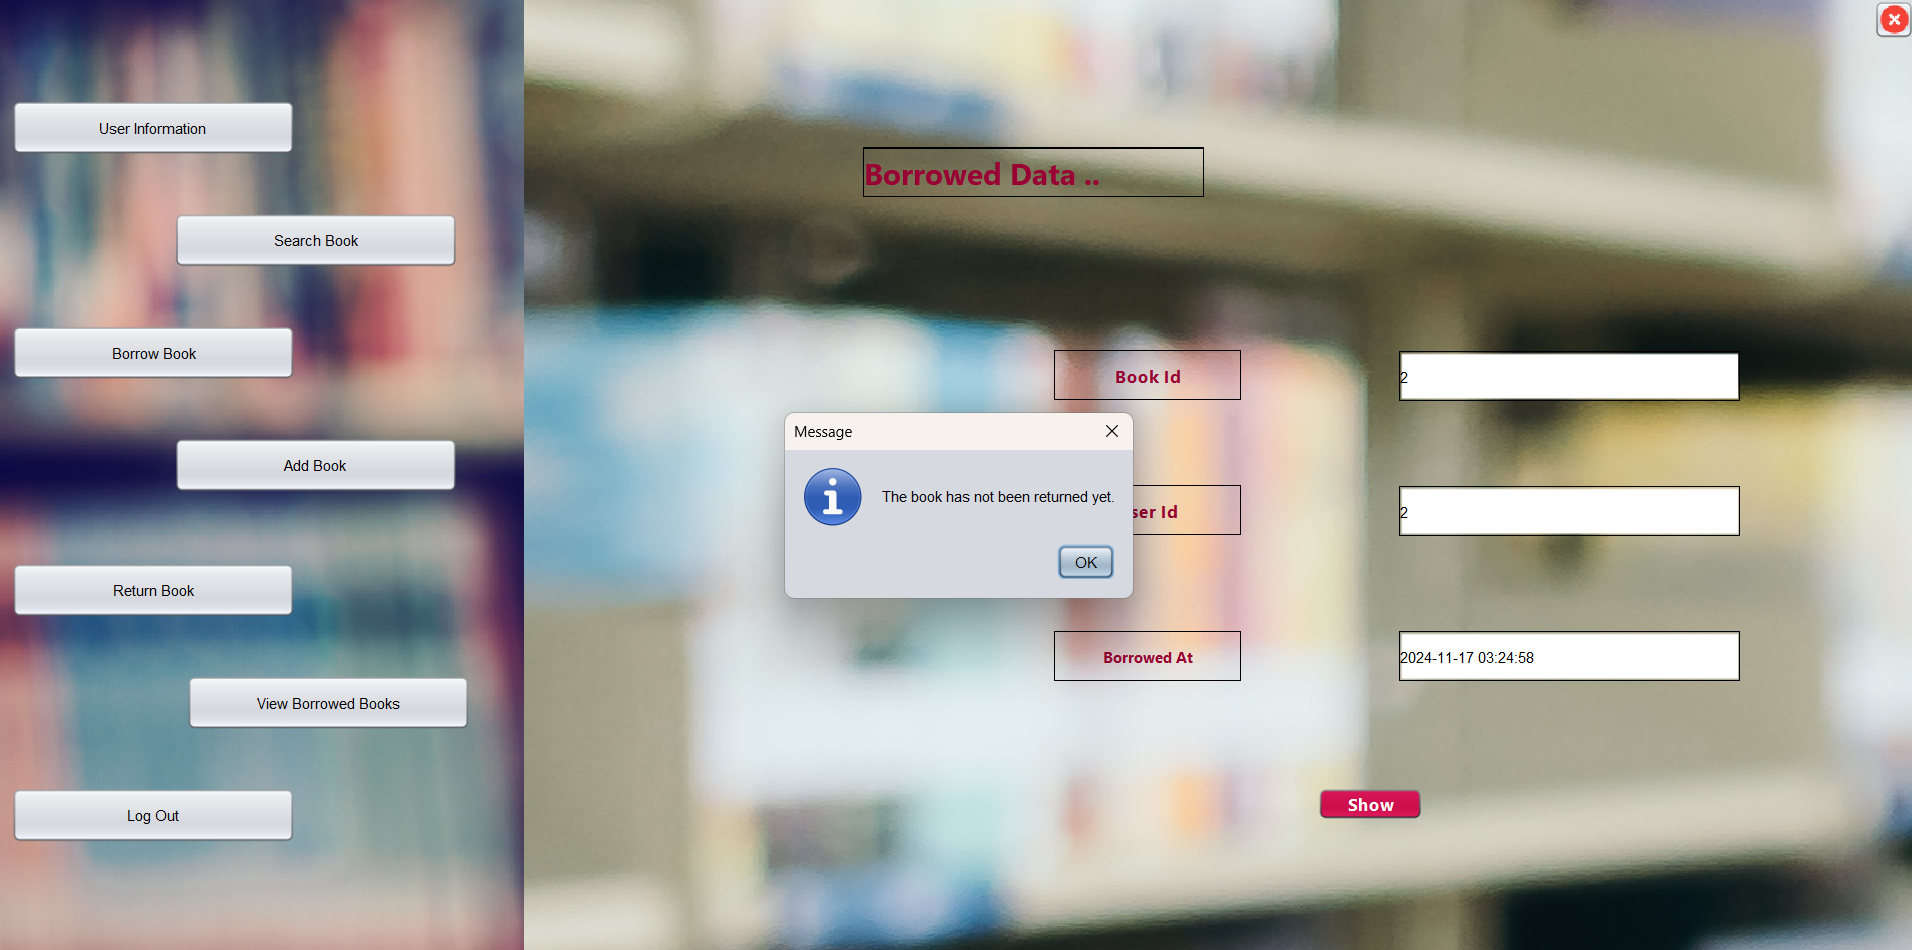 User Information
Search Book
Borrow Book
Add Book
Return Book
View Borrowed Books
Log Out
Borrowed Data ..
Book Id
2
Message
The book has not been returned yet.
OK
ser Id
2
Borrowed At
2024-11-17 03:24:58
Show